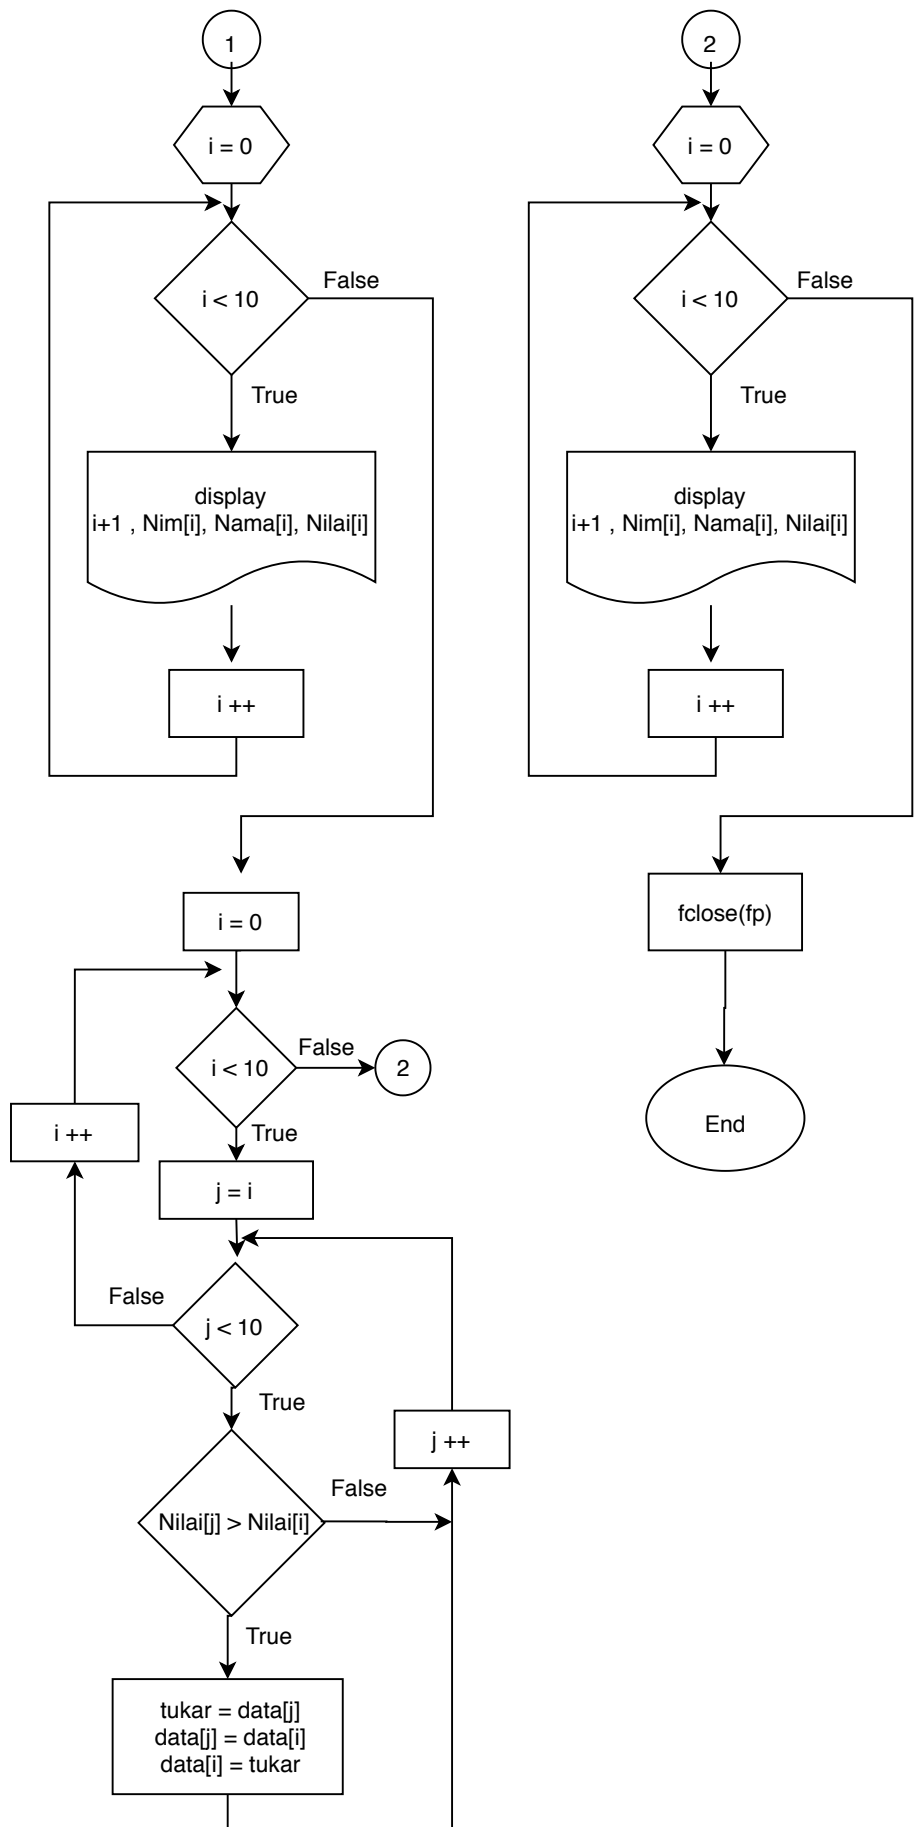 1
i = 0
i < 10
False
True
display
i+1 , Nim[i], Nama[i], Nilai[i]
i ++
i = 0
i < 10
False
2
True
i ++
j = i
j < 10
False
True
j ++
Nilai[j] > Nilai[i]
False
True
tukar = data[j]
data[j] = data[i]
data[i] = tukar
2
i = 0
i < 10
False
True
display
i+1 , Nim[i], Nama[i], Nilai[i]
i ++
fclose(fp)
End